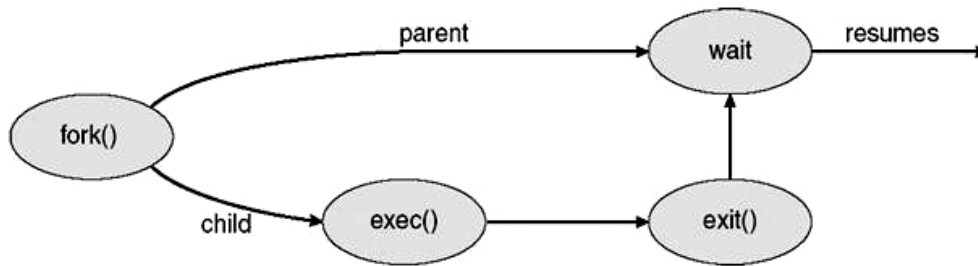 parent
wait
resumes
fork()
child
exec()
exit()